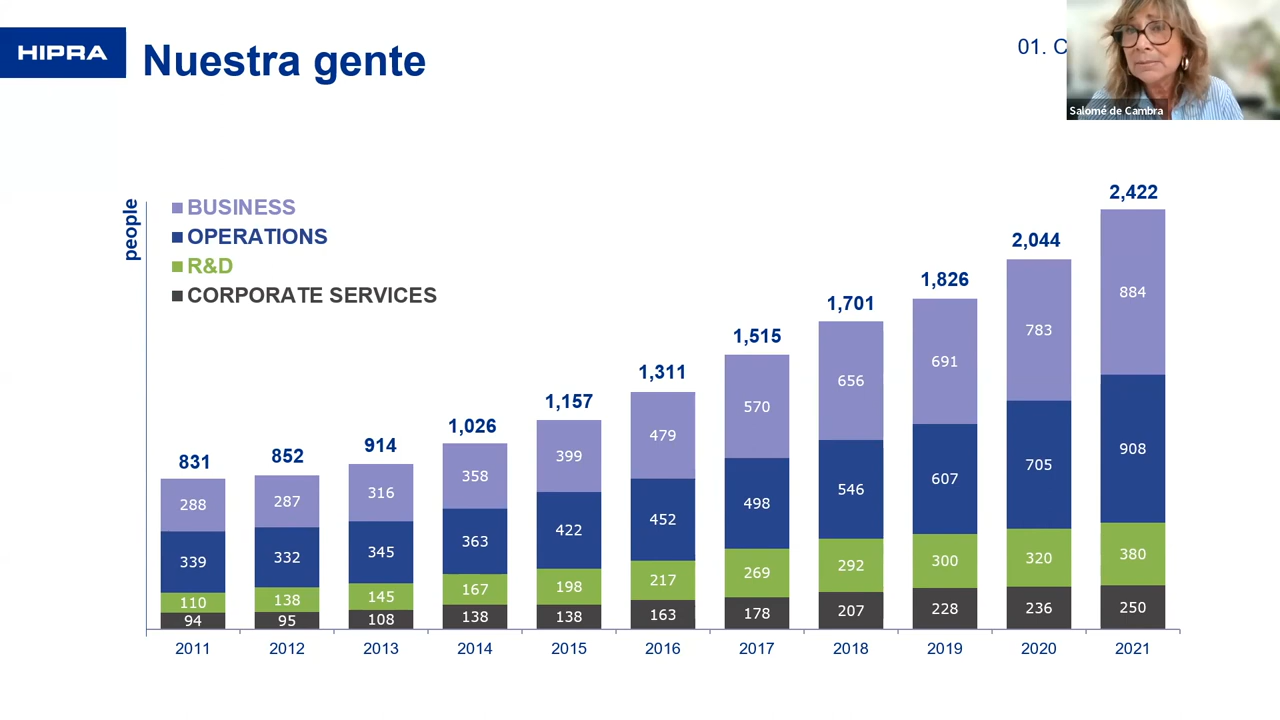 HIPRA
Nuestra gente
01. C
Salomé de Cambra
people
BUSINESS
OPERATIONS
R&D
CORPORATE SERVICES
831 852 914 1,026 1,157 1,311 1,515 1,701 1,826 2,044 2,422
288 287 316 358 399 479 570 656 691 783 884
339 332 345 363 422 452 498 546 607 705 908
110 138 145 167 198 217 269 292 300 320 380
94 95 108 138 138 163 178 207 228 236 250
2011 2012 2013 2014 2015 2016 2017 2018 2019 2020 2021